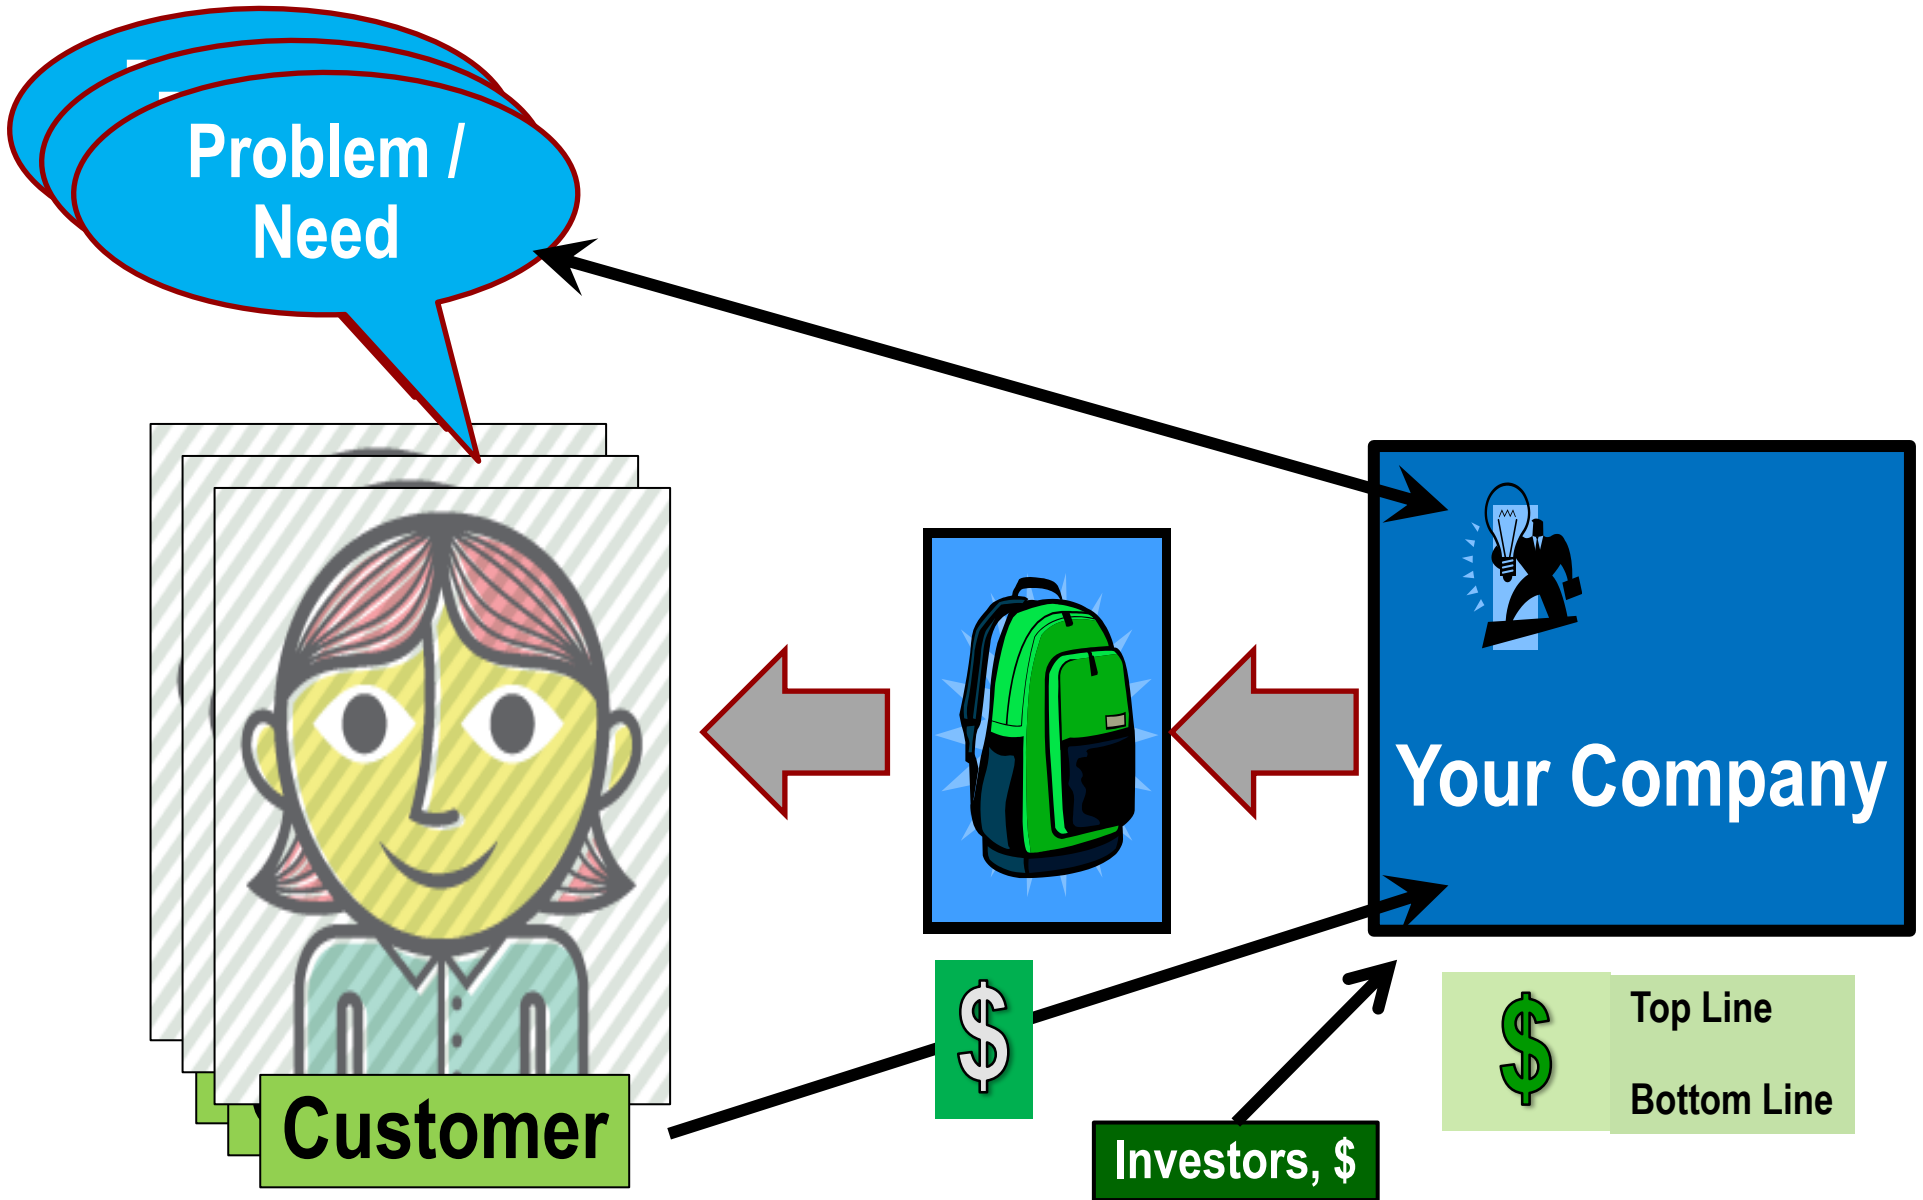 Problem /
Need
Your Company
$
$
Top Line
Bottom Line
Customer
Investors, $